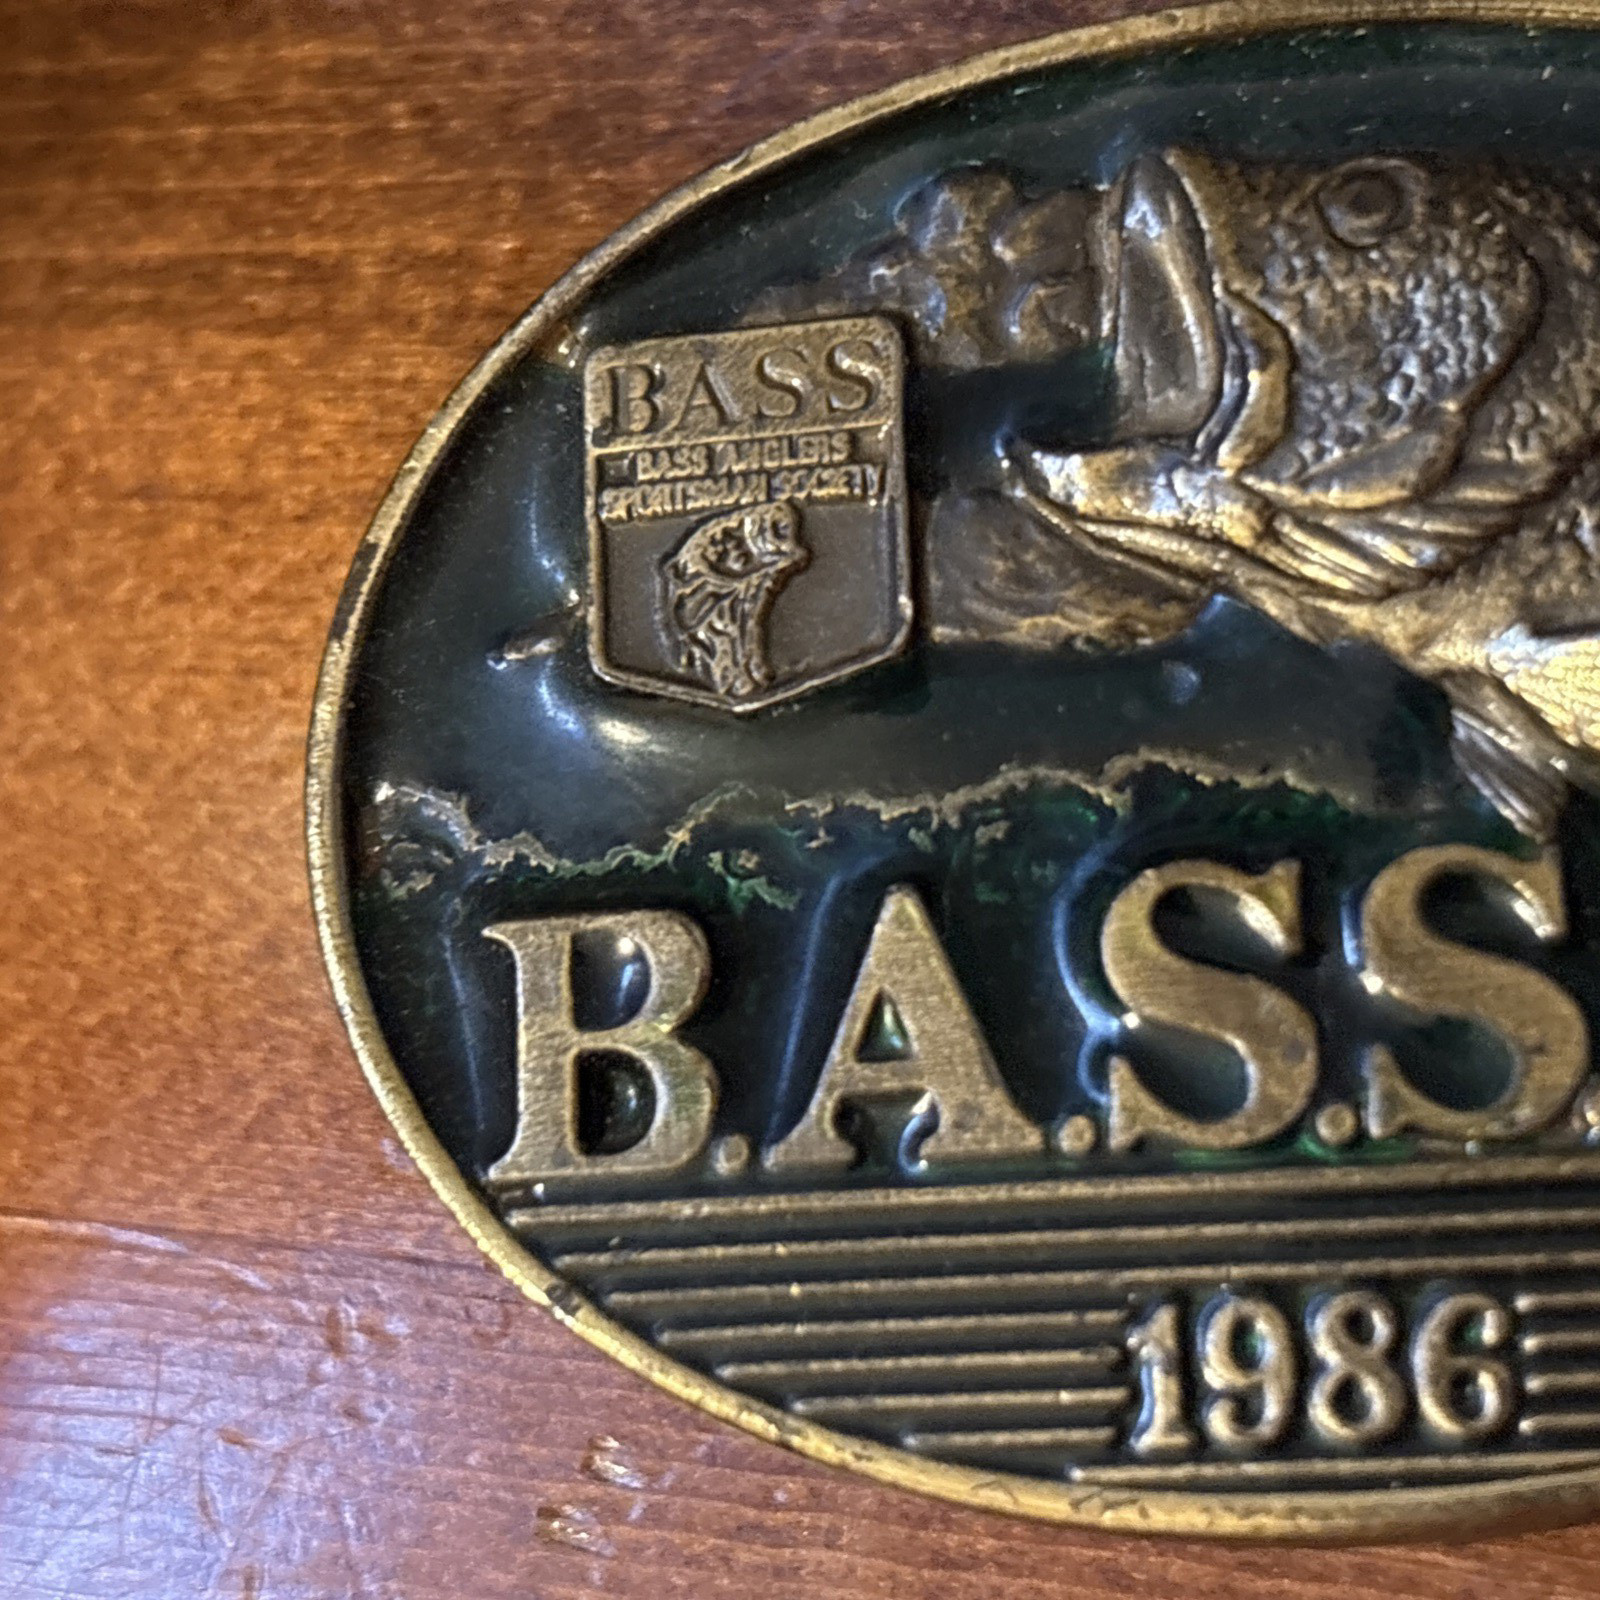 BASS
BASS ANGLERS
SPORTSMAN SOCIETY
B.A.S.S.
1986